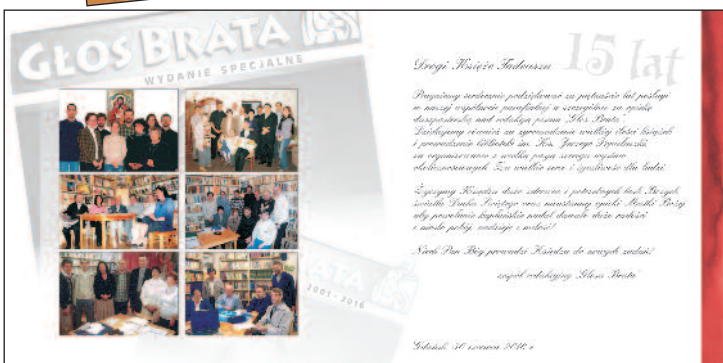 GŁOS BRATA
WYDANIE SPECJALNE
BRATA
2001 - 2016
15 lat
Drogi Księże Tadeuszu
Pragniemy serdecznie podziękować za piętnaście lat posługi
w naszej wspólnocie parafialnej a szczególnie za opiekę
duszpasterską nad redakcją pisma "Głos Brata".
Dziękujemy również za sprowadzenie wielkiej ilości książek
i prowadzenie biblioteki im. Ks. Jerzego Popiełuszki,
za organizowanie z wielką pasją szeregu wystaw
okolicznościowych. Za wielkie serce i życzliwość dla ludzi.
Życzymy Księdzu dużo zdrowia i potrzebnych łask Bożych,
światła Ducha Świętego oraz nieustannej opieki Matki Bożej
aby powołanie kapłańskie nadal dawało dużo radości
i niosło pokój, nadzieję i miłość!
Niech Pan Bóg prowadzi Księdza do nowych zadań!
zespół redakcyjny "Głosu Brata"
Gdańsk, 30 czerwca 2016 r.